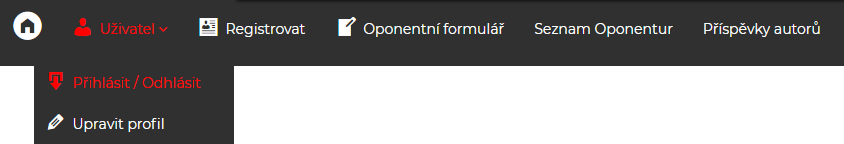 Uživatel Registrovat Oponentní formulář Seznam Oponentur Příspěvky autorů
Přihlásit / Odhlásit
Upravit profil